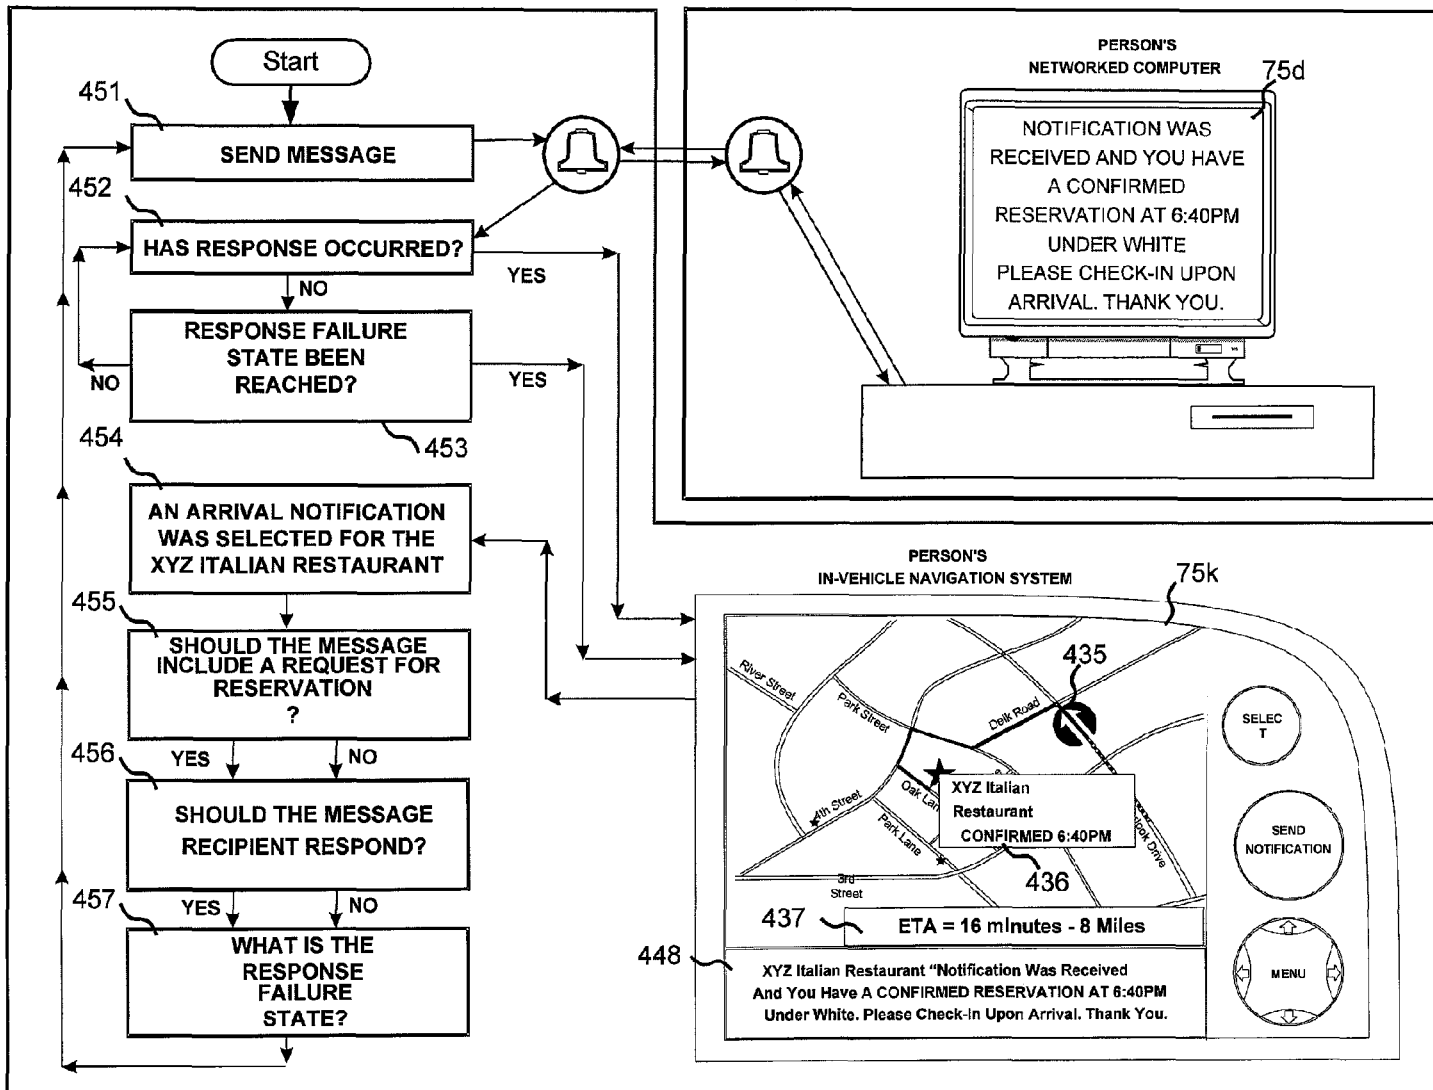 Start
451
SEND MESSAGE
452
HAS RESPONSE OCCURRED?
YES
NO
RESPONSE FAILURE
STATE BEEN
REACHED?
NO
YES
453
454
AN ARRIVAL NOTIFICATION
WAS SELECTED FOR THE
XYZ ITALIAN RESTAURANT
455
SHOULD THE MESSAGE
INCLUDE A REQUEST FOR
RESERVATION
?
YES
NO
456
SHOULD THE MESSAGE
RECIPIENT RESPOND?
YES
NO
457
WHAT IS THE
RESPONSE
FAILURE
STATE?
PERSON'S
NETWORKED COMPUTER
75d
NOTIFICATION WAS
RECEIVED AND YOU HAVE
A CONFIRMED
RESERVATION AT 6:40PM
UNDER WHITE
PLEASE CHECK-IN UPON
ARRIVAL. THANK YOU.
PERSON'S
IN-VEHICLE NAVIGATION SYSTEM
75k
River Street
Park Street
Delk Road
435
4th Street
Oak Lan
Park Lane
look Drive
3rd
Street
XYZ Italian
Restaurant
CONFIRMED 6:40PM
436
437
ETA = 16 minutes - 8 Miles
448
XYZ Italian Restaurant “Notification Was Received
And You Have A CONFIRMED RESERVATION AT 6:40PM
Under White. Please Check-In Upon Arrival. Thank You.
SELEC
T
SEND
NOTIFICATION
MENU